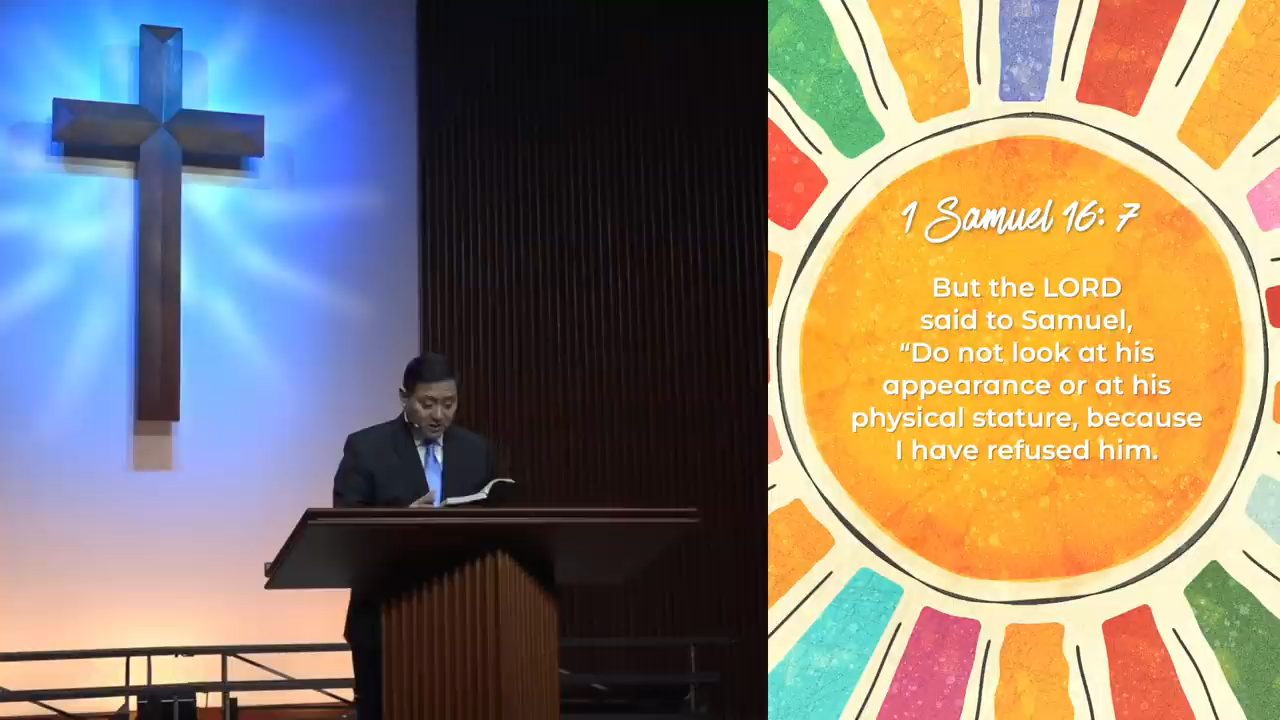 1 Samuel 16: 7
But the LORD
said to Samuel,
“Do not look at his
appearance or at his
physical stature, because
I have refused him.